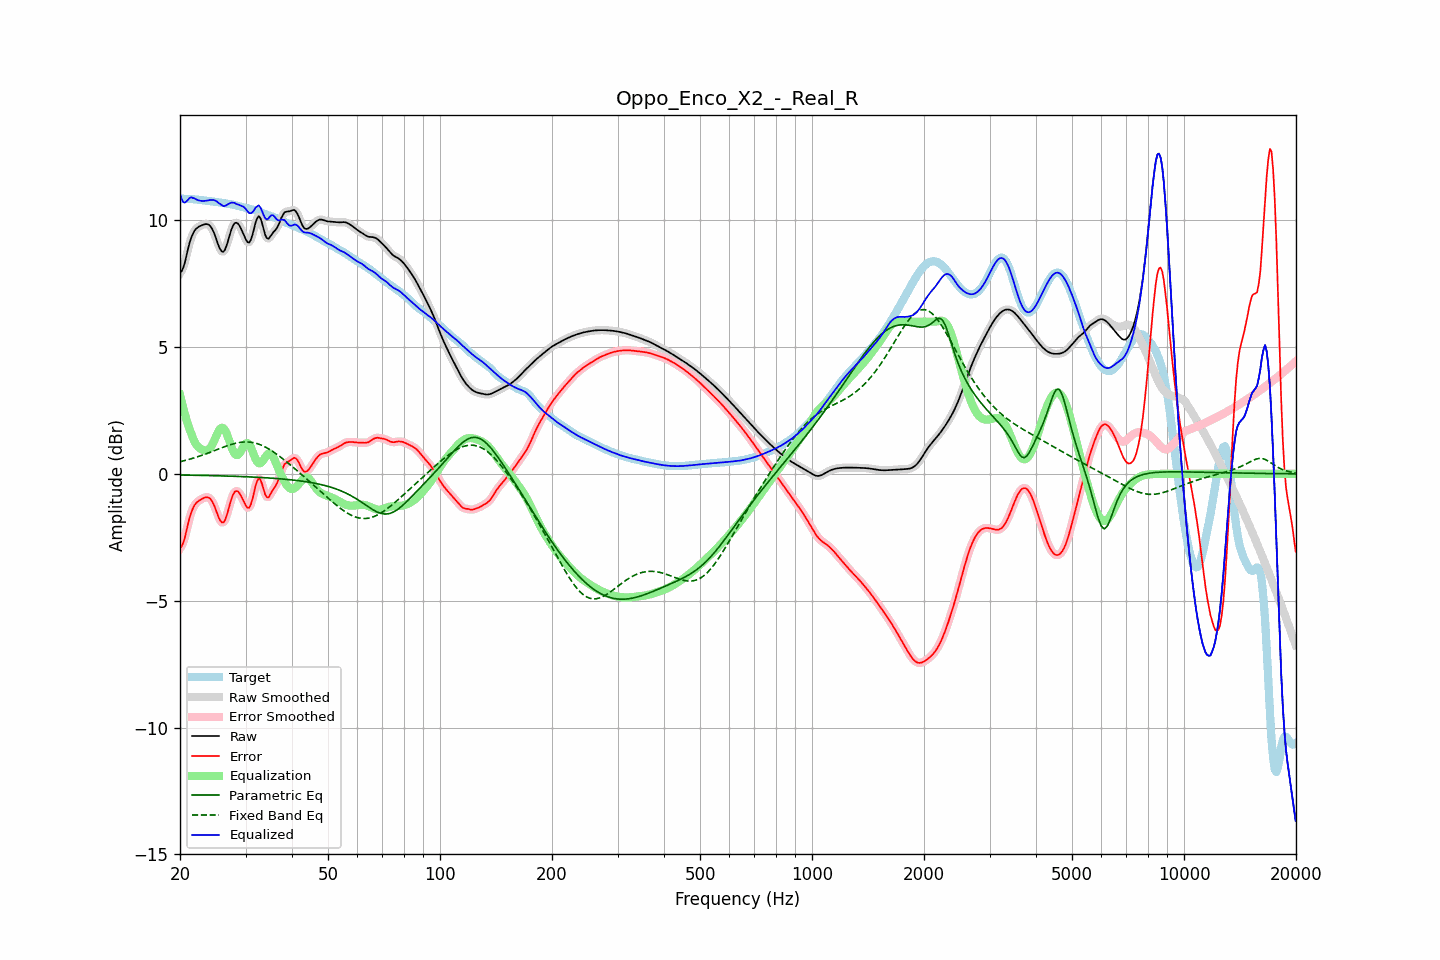 Oppo_Enco_X2_-_Real_R
Amplitude (dBr)
10
5
0
−5
−10
−15
Target
Raw Smoothed
Error Smoothed
Raw
Error
Equalization
Parametric Eq
Fixed Band Eq
Equalized
20 50 100 200 500 1000 2000 5000 10000 20000
Frequency (Hz)